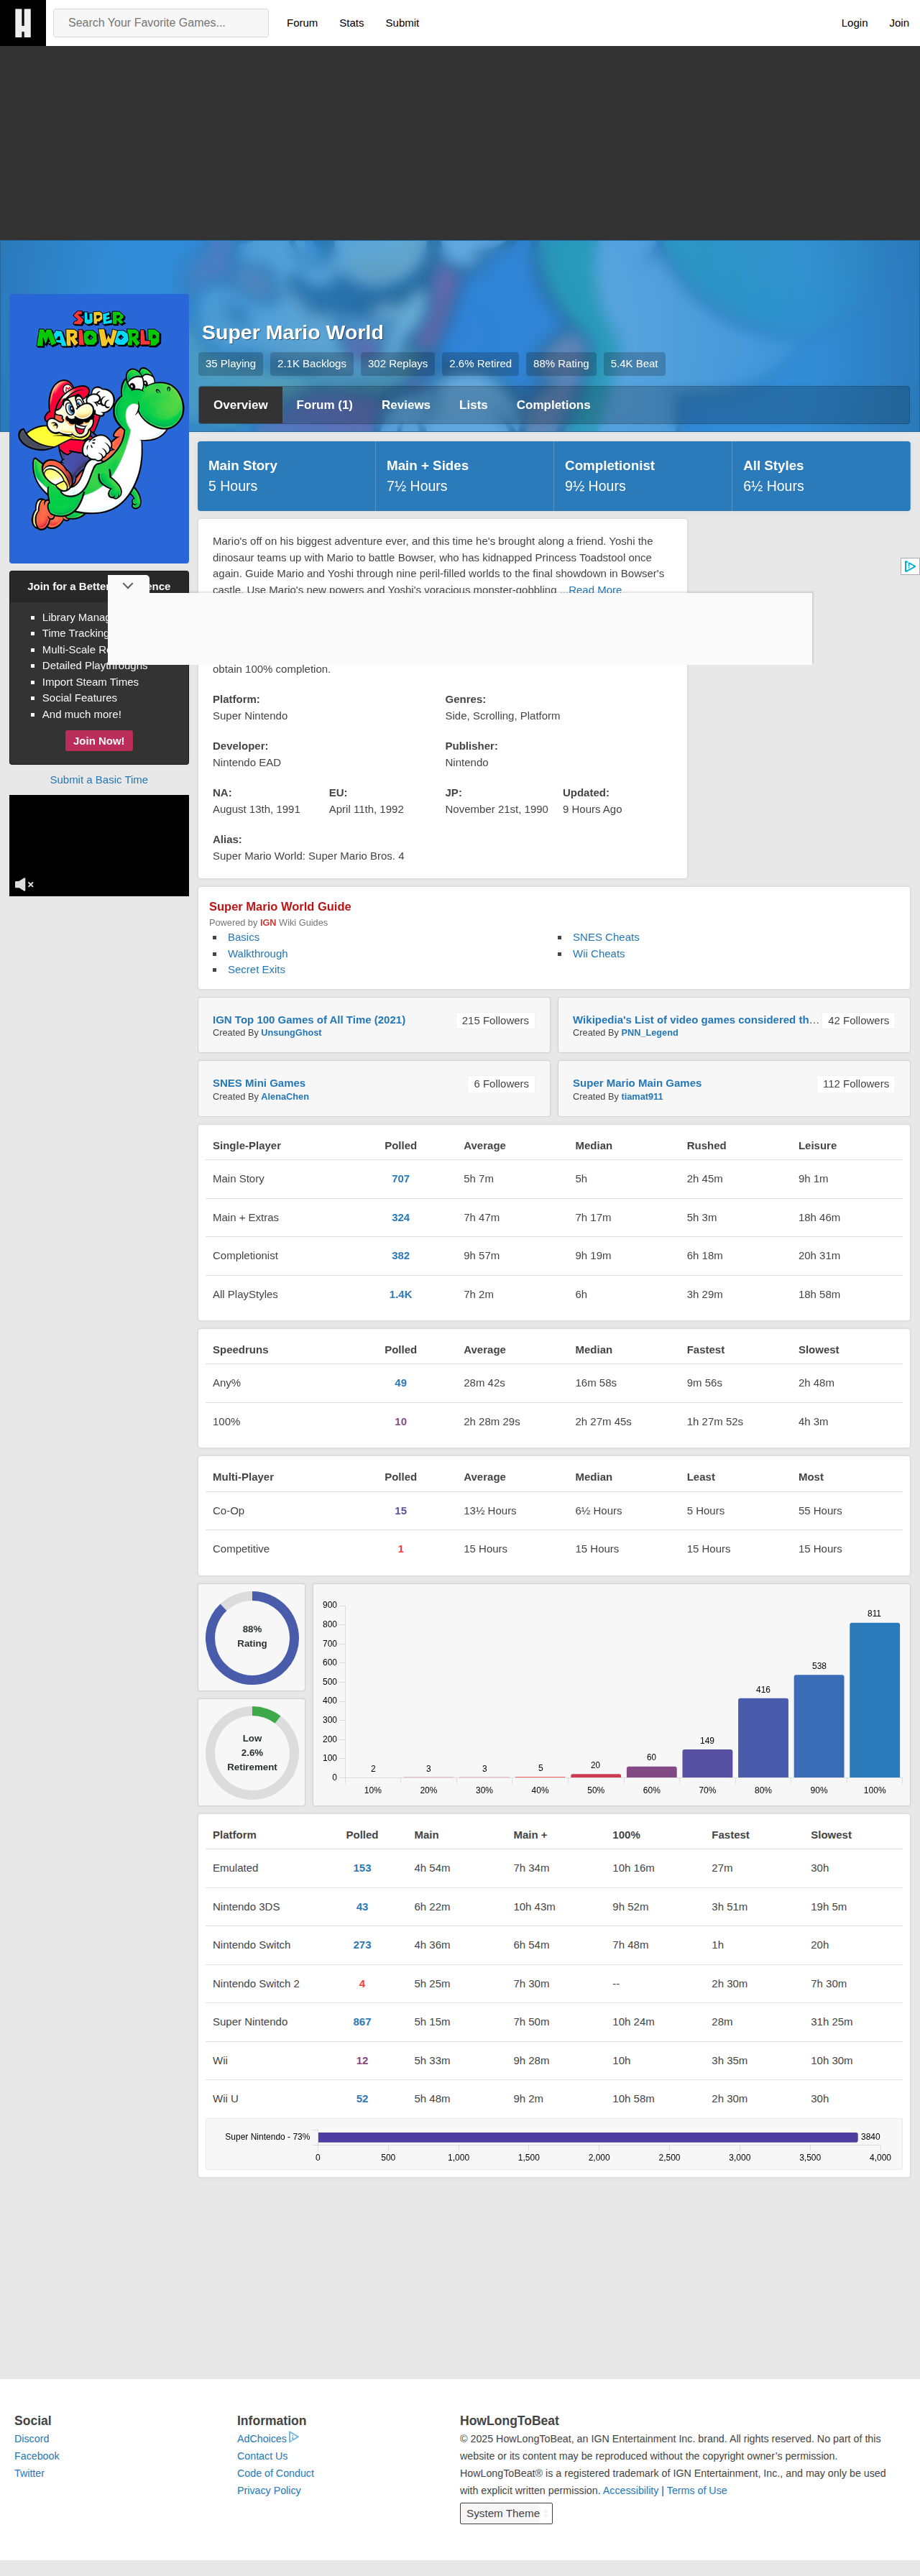 H
Search Your Favorite Games...
Forum
Stats
Submit
Login
Join
SUPER
MARIO WORLD
Super Mario World
35 Playing
2.1K Backlogs
302 Replays
2.6% Retired
88% Rating
5.4K Beat
Overview
Forum (1)
Reviews
Lists
Completions
Main Story
5 Hours
Main + Sides
7½ Hours
Completionist
9½ Hours
All Styles
6½ Hours
Join for a Better
Library
Time Tracking
Multi-Scale
Detailed Playthroughs
Import Steam Times
Social Features
And much more!
Join Now!
Submit a Basic Time
Mario's off on his biggest adventure ever, and this time he's brought along a friend. Yoshi the
dinosaur teams up with Mario to battle Bowser, who has kidnapped Princess Toadstool once
again. Guide Mario and Yoshi through nine peril-filled worlds to the final showdown in Bowser's
castle. Use Mario's new powers and Yoshi's voracious monster-gobbling ...Read More
obtain 100% completion.
Platform:
Super Nintendo
Genres:
Side, Scrolling, Platform
Developer:
Nintendo EAD
Publisher:
Nintendo
NA:
August 13th, 1991
EU:
April 11th, 1992
JP:
November 21st, 1990
Updated:
9 Hours Ago
Alias:
Super Mario World: Super Mario Bros. 4
Super Mario World Guide
Powered by IGN Wiki Guides
Basics
Walkthrough
Secret Exits
SNES Cheats
Wii Cheats
IGN Top 100 Games of All Time (2021)
Created By UnsungGhost
215 Followers
Wikipedia's List of video games considered th...
Created By PNN_Legend
42 Followers
SNES Mini Games
Created By AlenaChen
6 Followers
Super Mario Main Games
Created By tiamat911
112 Followers
Single-Player Polled Average Median Rushed Leisure
Main Story 707 5h 7m 5h 2h 45m 9h 1m
Main + Extras 324 7h 47m 7h 17m 5h 3m 18h 46m
Completionist 382 9h 57m 9h 19m 6h 18m 20h 31m
All PlayStyles 1.4K 7h 2m 6h 3h 29m 18h 58m
Speedruns Polled Average Median Fastest Slowest
Any% 49 28m 42s 16m 58s 9m 56s 2h 48m
100% 10 2h 28m 29s 2h 27m 45s 1h 27m 52s 4h 3m
Multi-Player Polled Average Median Least Most
Co-Op 15 13½ Hours 6½ Hours 5 Hours 55 Hours
Competitive 1 15 Hours 15 Hours 15 Hours 15 Hours
88%
Rating
Low
2.6%
Retirement
900
800
700
600
500
400
300
200
100
0
2 3 3 5 20 60 149 416 538 811
10% 20% 30% 40% 50% 60% 70% 80% 90% 100%
Platform Polled Main Main + 100% Fastest Slowest
Emulated 153 4h 54m 7h 34m 10h 16m 27m 30h
Nintendo 3DS 43 6h 22m 10h 43m 9h 52m 3h 51m 19h 5m
Nintendo Switch 273 4h 36m 6h 54m 7h 48m 1h 20h
Nintendo Switch 2 4 5h 25m 7h 30m -- 2h 30m 7h 30m
Super Nintendo 867 5h 15m 7h 50m 10h 24m 28m 31h 25m
Wii 12 5h 33m 9h 28m 10h 3h 35m 10h 30m
Wii U 52 5h 48m 9h 2m 10h 58m 2h 30m 30h
Super Nintendo - 73% 3840
0 500 1,000 1,500 2,000 2,500 3,000 3,500 4,000
Social
Discord
Facebook
Twitter
Information
AdChoices
Contact Us
Code of Conduct
Privacy Policy
HowLongToBeat
© 2025 HowLongToBeat, an IGN Entertainment Inc. brand. All rights reserved. No part of this
website or its content may be reproduced without the copyright owner’s permission.
HowLongToBeat® is a registered trademark of IGN Entertainment, Inc., and may only be used
with explicit written permission. Accessibility | Terms of Use
System Theme